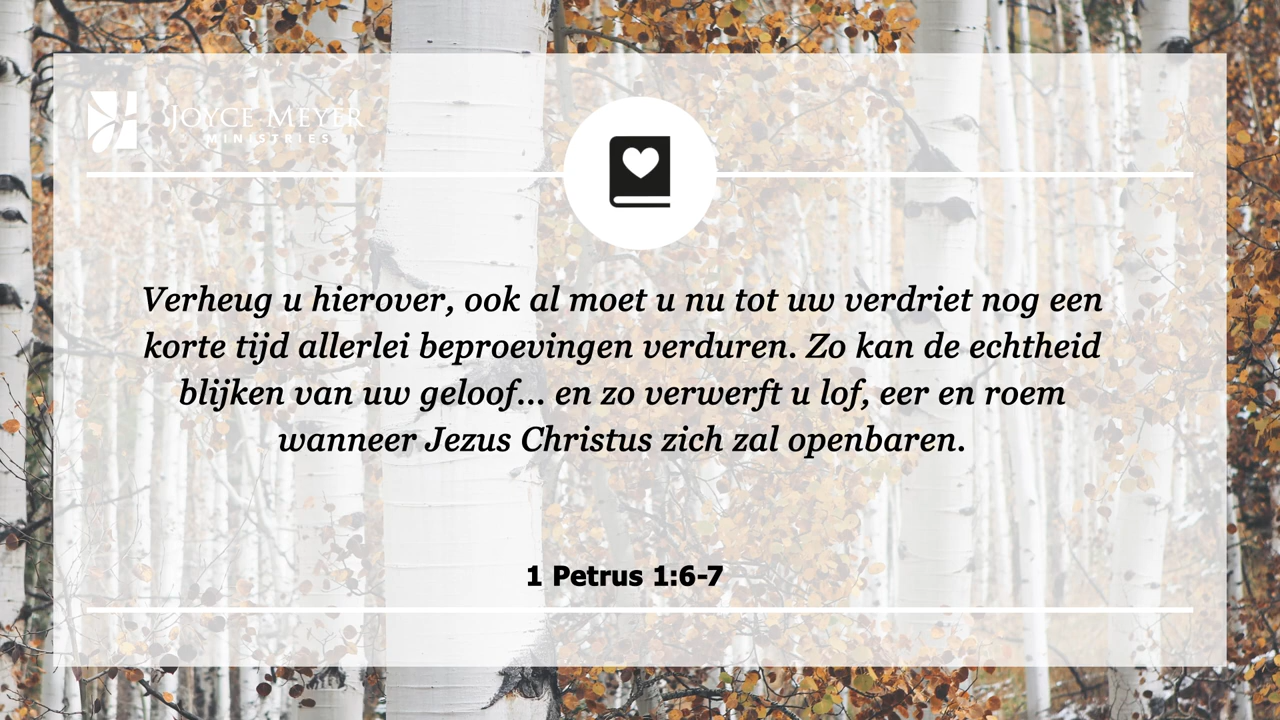 JOYCE MEYER
MINISTRIES
Verheug u hierover, ook al moet u nu tot uw verdriet nog een
korte tijd allerlei beproevingen verduren. Zo kan de echtheid
blijken van uw geloof... en zo verwerft u lof, eer en roem
wanneer Jezus Christus zich zal openbaren.
1 Petrus 1:6-7